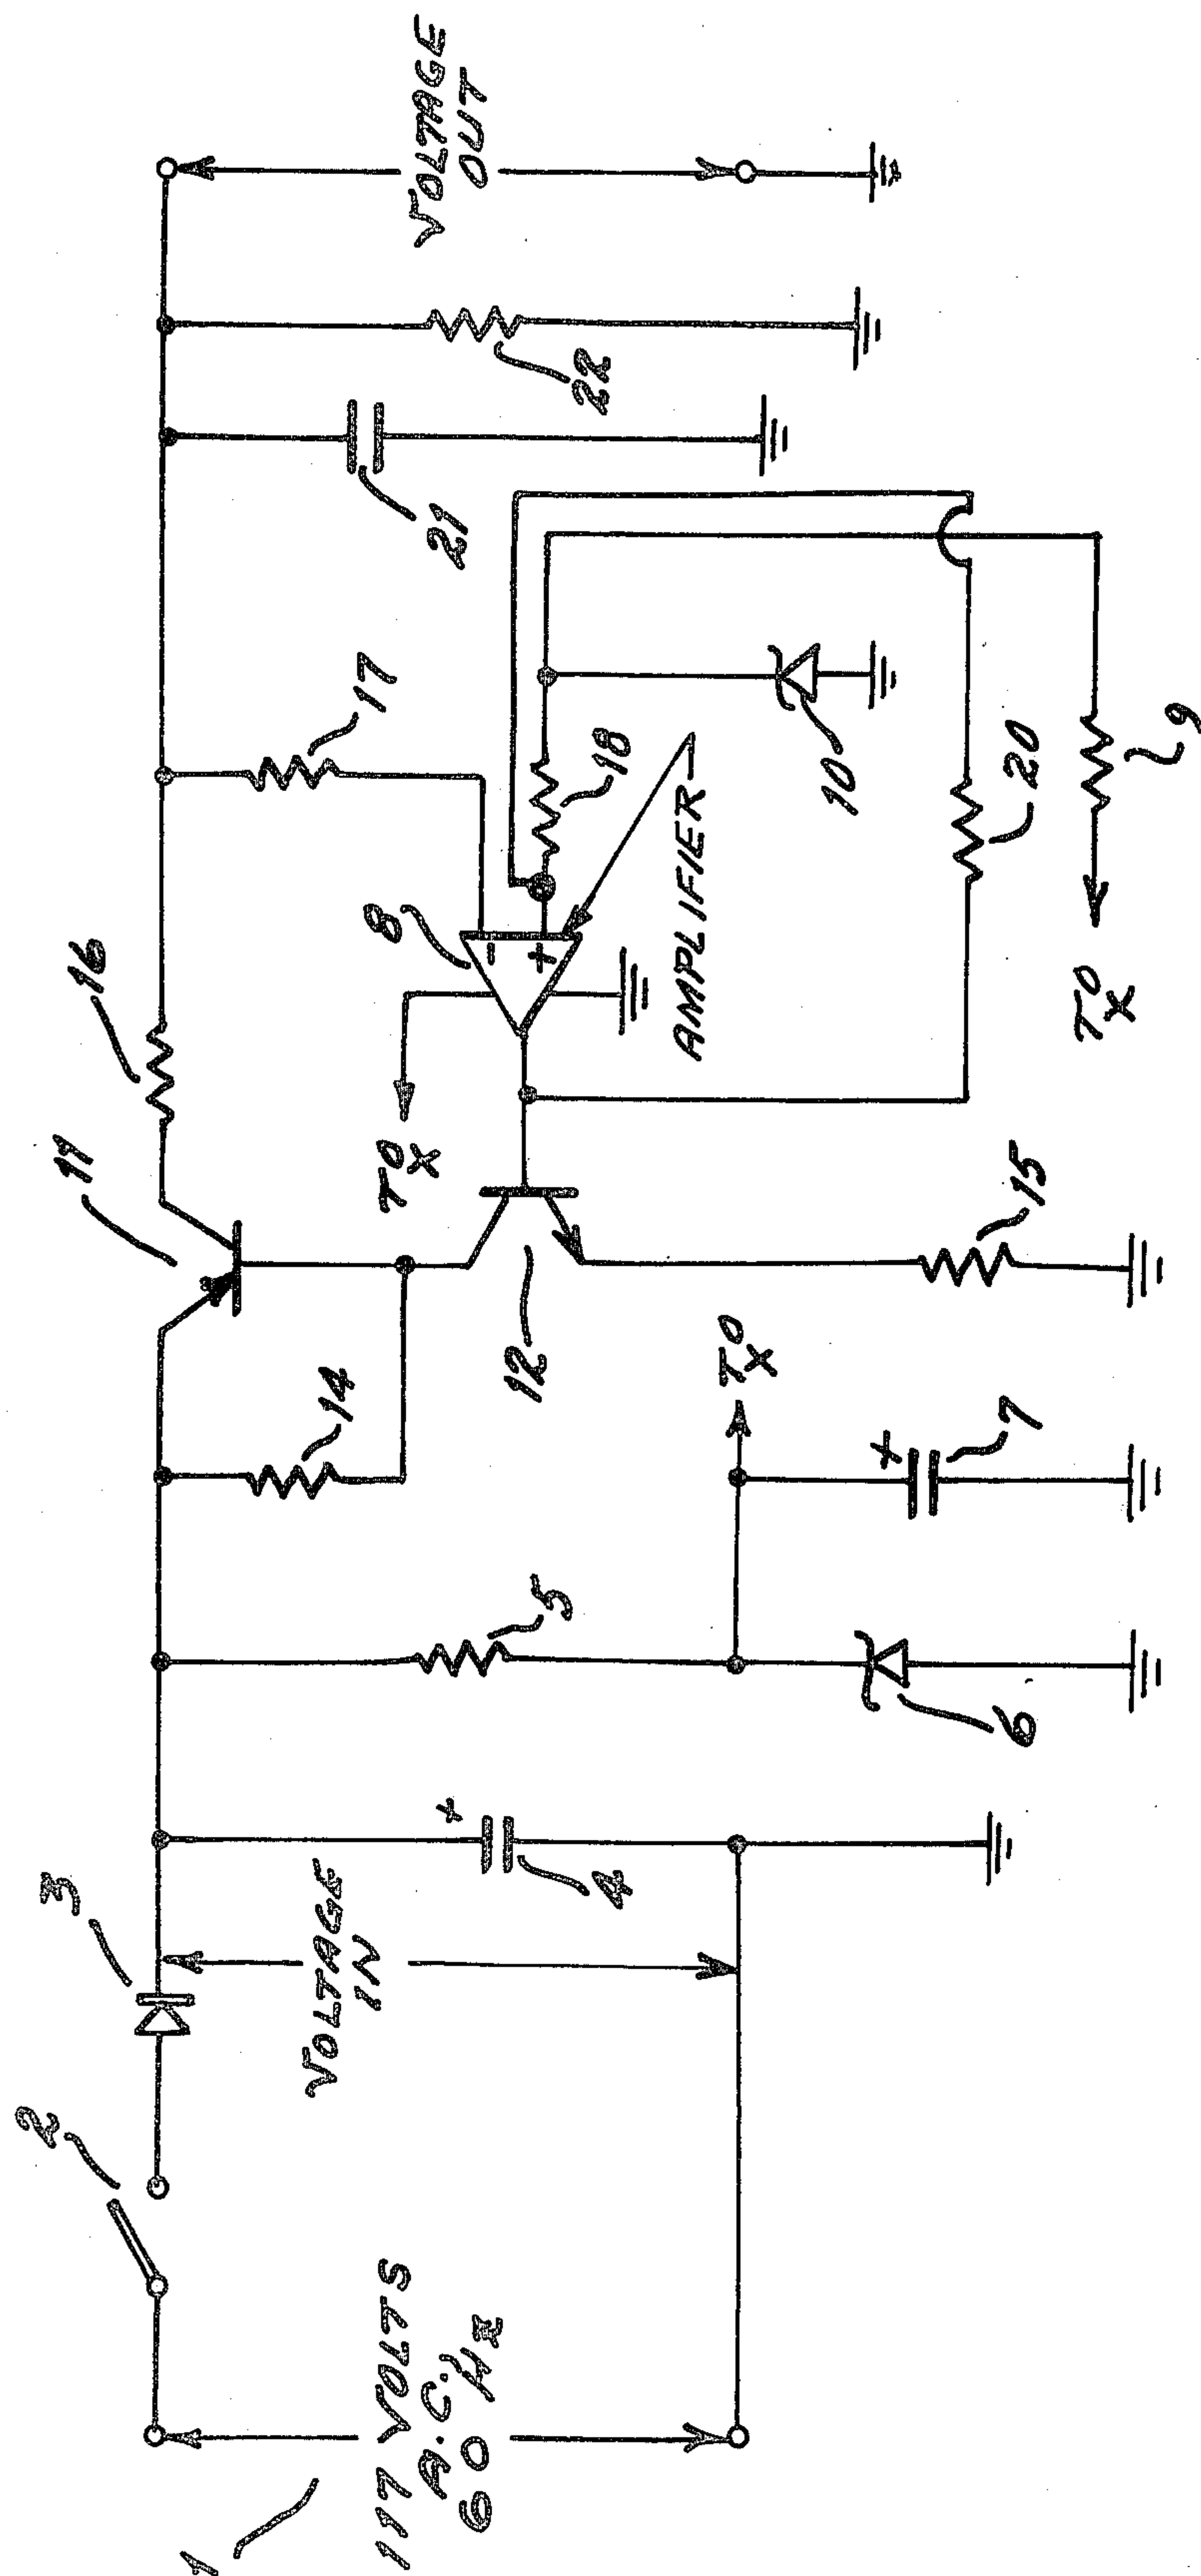 1
117 VOLTS
A.C.,
60 Hz
2
3
VOLTAGE
IN
+
4
5
6
TO
X
+
7
14
11
12
15
16
TO
X
8
-
+
AMPLIFIER
17
18
10
20
TO
X
9
21
22
VOLTAGE
OUT